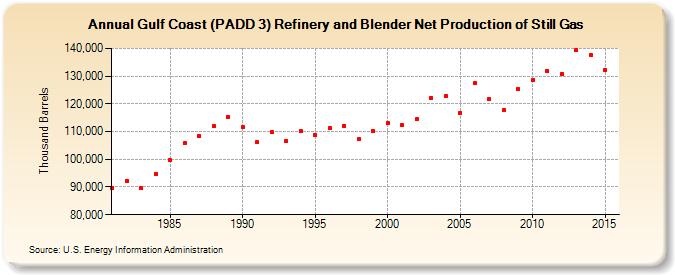 Annual Gulf Coast (PADD 3) Refinery and Blender Net Production of Still Gas
Thousand Barrels
140,000
130,000
120,000
110,000
100,000
90,000
80,000
1985 1990 1995 2000 2005 2010 2015
Source: U.S. Energy Information Administration